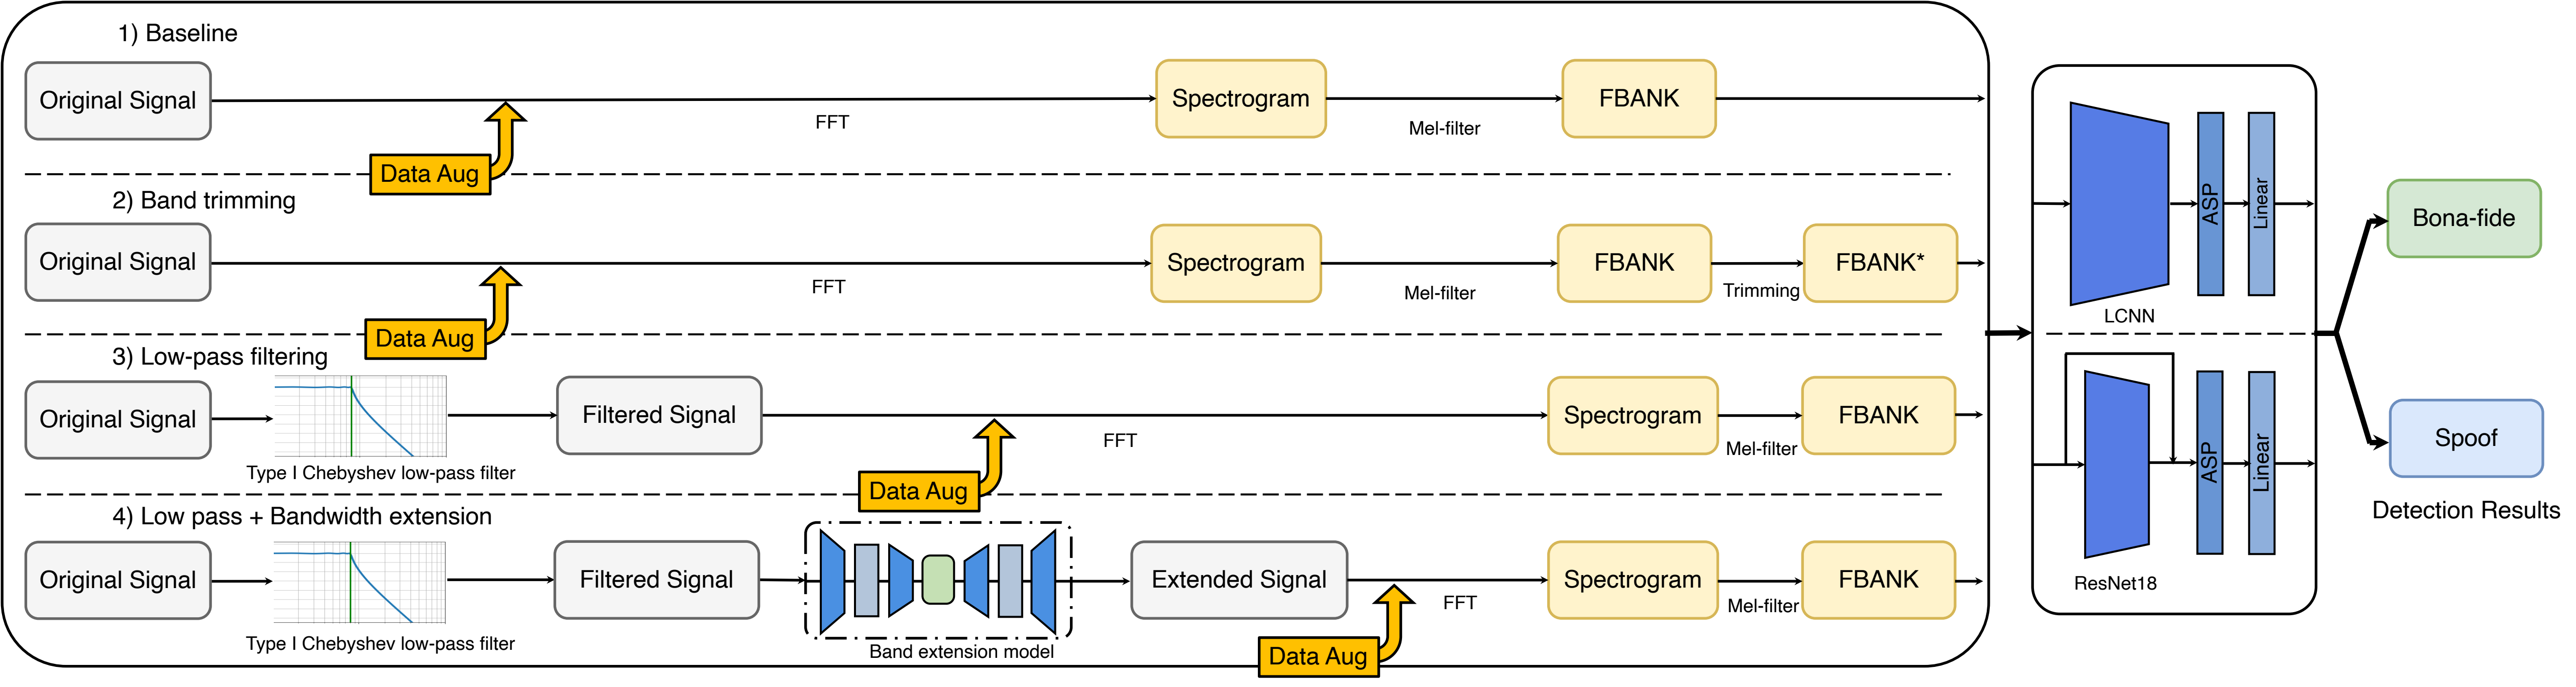 1) Baseline
Original Signal
Data Aug
FFT
Spectrogram
Mel-filter
FBANK
2) Band trimming
Original Signal
Data Aug
FFT
Spectrogram
Mel-filter
FBANK
Trimming
FBANK*
3) Low-pass filtering
Original Signal
Type I Chebyshev low-pass filter
Filtered Signal
Data Aug
FFT
Spectrogram
Mel-filter
FBANK
4) Low pass + Bandwidth extension
Original Signal
Type I Chebyshev low-pass filter
Filtered Signal
Band extension model
Extended Signal
Data Aug
FFT
Spectrogram
Mel-filter
FBANK
LCNN
ASP
Linear
ResNet18
ASP
Linear
Bona-fide
Spoof
Detection Results